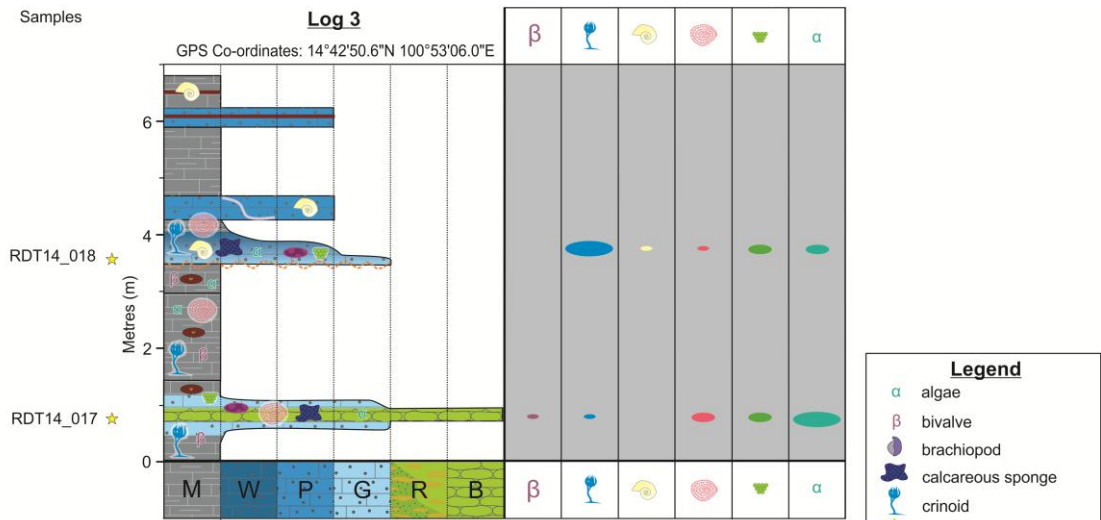 Samples
Log 3
GPS Co-ordinates: 14°42'50.6"N 100°53'06.0"E
β α
6
α
4
RDT14_018
β α
α
Metres (m)
2
β
α
RDT14_017
β
0
M W P G R B
β α
Legend
α algae
β bivalve
brachiopod
calcareous sponge
crinoid